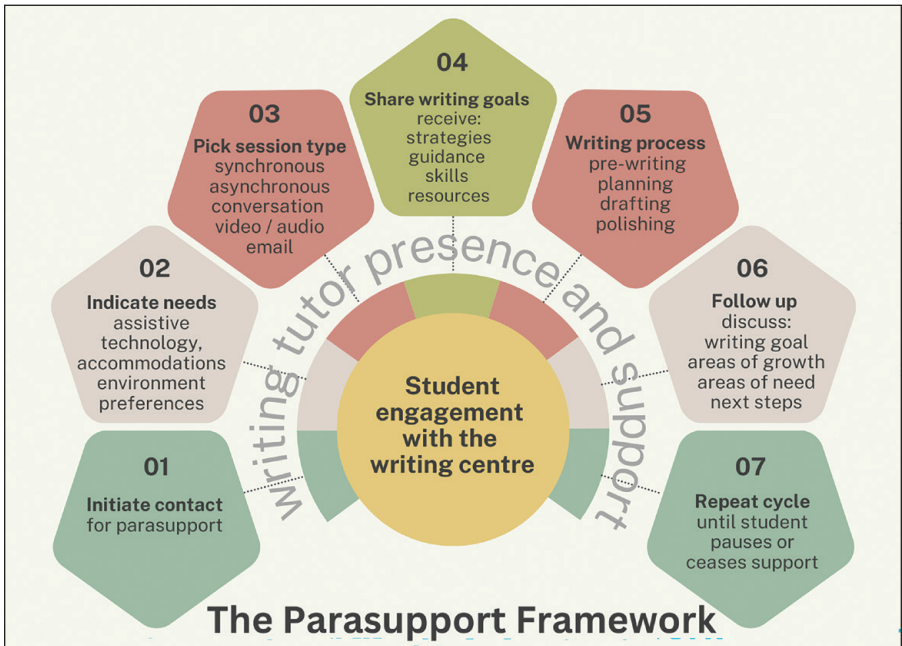 01
Initiate contact
for parasupport
02
Indicate needs
assistive
technology,
accommodations
environment
preferences
03
Pick session type
synchronous
asynchronous
conversation
video / audio
email
04
Share writing goals
receive:
strategies
guidance
skills
resources
05
Writing process
pre-writing
planning
drafting
polishing
06
Follow up
discuss:
writing goal
areas of growth
areas of need
next steps
07
Repeat cycle
until student
pauses or
ceases support
writing tutor presence and support
Student
engagement
with the
writing centre
The Parasupport Framework